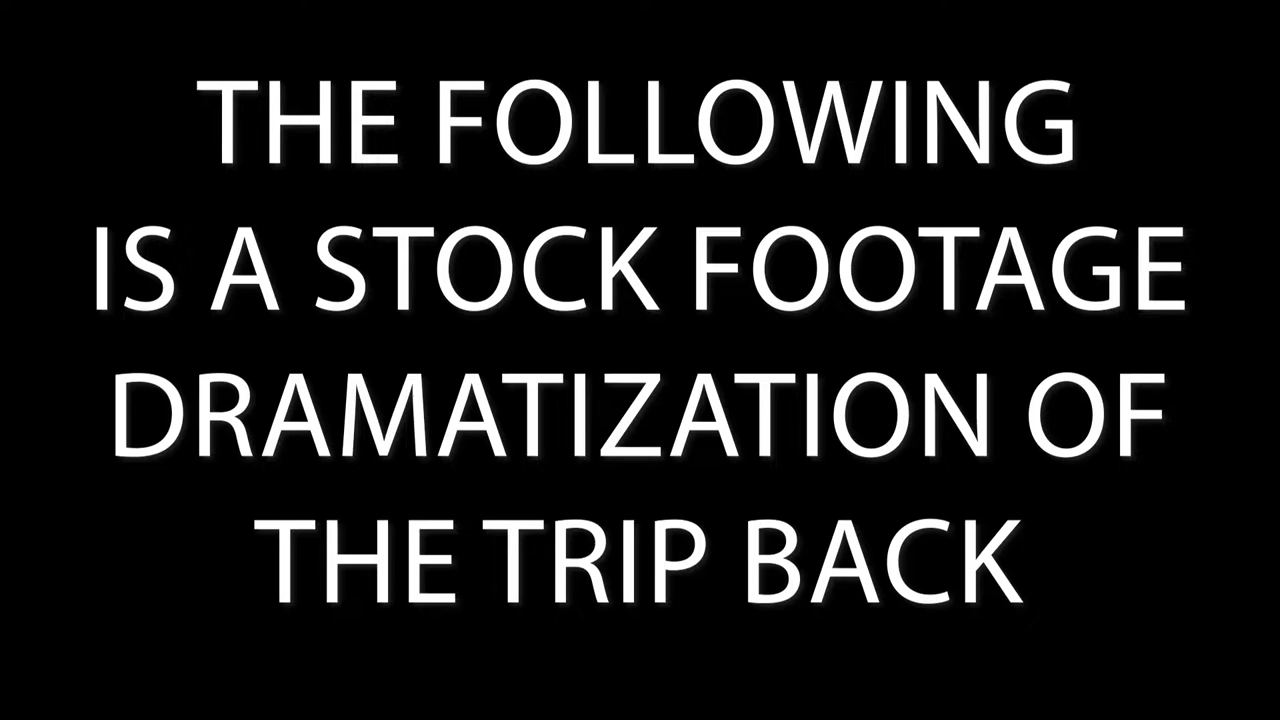 THE FOLLOWING
IS A STOCK FOOTAGE
DRAMATIZATION OF
THE TRIP BACK